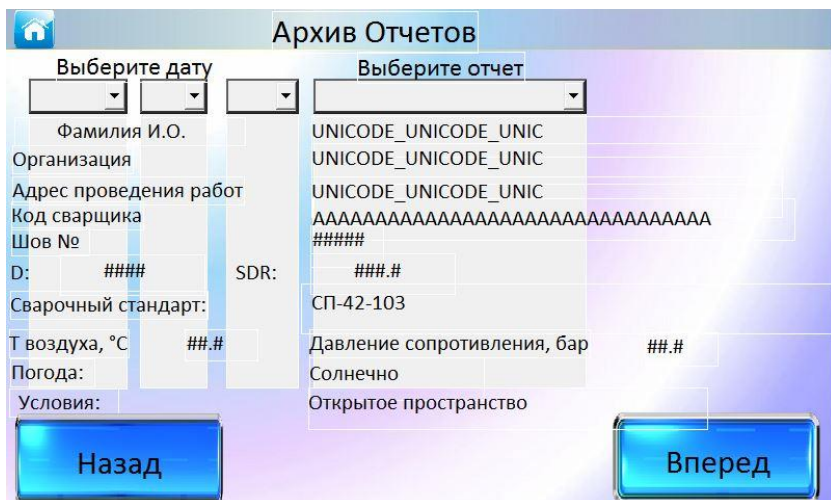 Архив Отчетов
Выберите дату Выберите отчет
Фамилия И.О. UNICODE_UNICODE_UNIC
Организация UNICODE_UNICODE_UNIC
Адрес проведения работ UNICODE_UNICODE_UNIC
Код сварщика AAAAAAAAAAAAAAAAAAAAAAAAAAAAAAAA
Шов № #####
D: #### SDR: ###.#
Сварочный стандарт: СП-42-103
Т воздуха, °C ##.# Давление сопротивления, бар ##.#
Погода: Солнечно
Условия: Открытое пространство
Назад Вперед